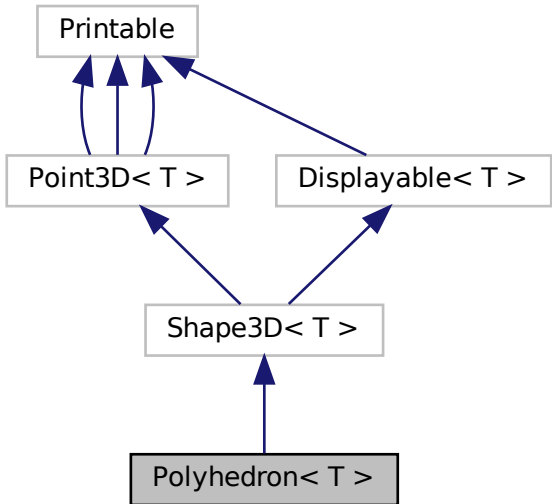 Printable
Point3D< T >
Displayable< T >
Shape3D< T >
Polyhedron< T >